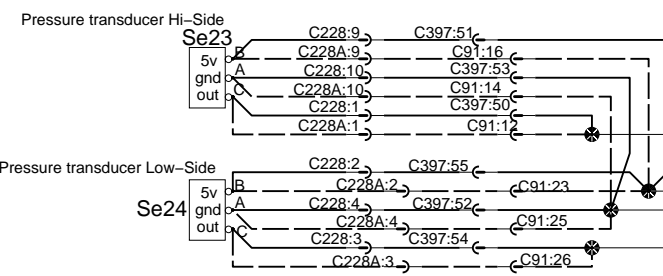 Pressure transducer Hi-Side
Se23
5v B
gnd A
out C
C228:9 C397:51
C228A:9 C91:16
C228:10 C397:53
C228A:10 C91:14
C228:1 C397:50
C228A:1 C91:12
Pressure transducer Low-Side
Se24
5v B
gnd A
out C
C228:2 C397:55
C228A:2 C91:23
C228:4 C397:52
C228A:4 C91:25
C228:3 C397:54
C228A:3 C91:26